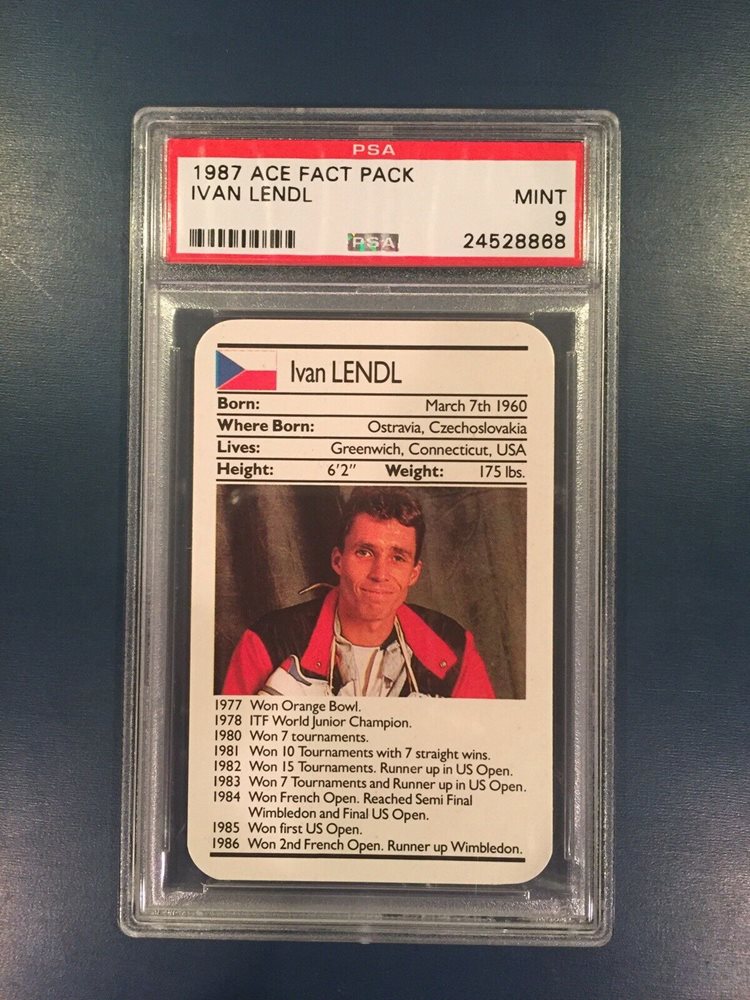 PSA
1987 ACE FACT PACK
IVAN LENDL MINT
9
PSA 24528868
Ivan LENDL
Born: March 7th 1960
Where Born: Ostravia, Czechoslovakia
Lives: Greenwich, Connecticut, USA
Height: 6'2" Weight: 175 lbs.
1977 Won Orange Bowl.
1978 ITF World Junior Champion.
1980 Won 7 tournaments.
1981 Won 10 Tournaments with 7 straight wins.
1982 Won 15 Tournaments. Runner up in US Open.
1983 Won 7 Tournaments and Runner up in US Open.
1984 Won French Open. Reached Semi Final
Wimbledon and Final US Open.
1985 Won first US Open.
1986 Won 2nd French Open. Runner up Wimbledon.